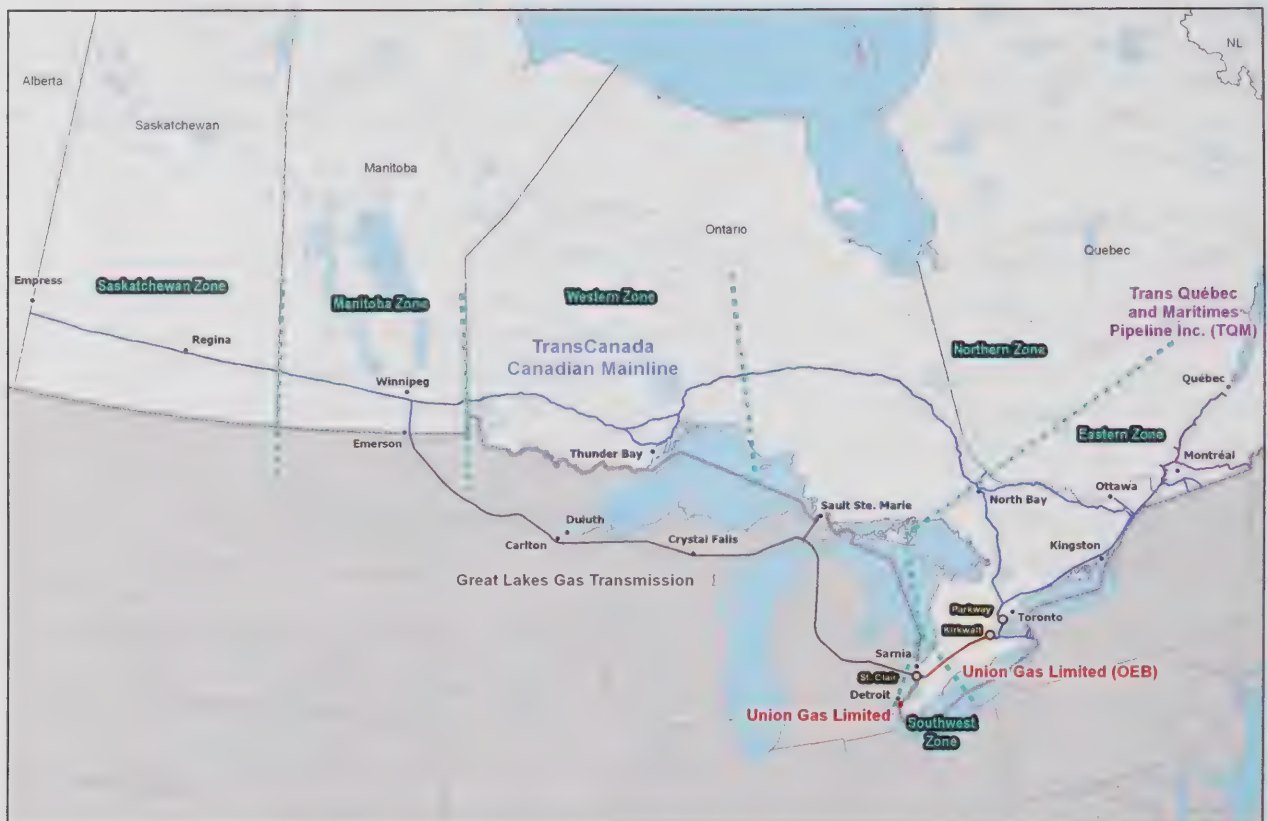 NL
Alberta
Saskatchewan
Manitoba
Ontario
Quebec
Empress
Saskatchewan Zone
Manitoba Zone
Western Zone
Trans Québec
and Maritimes
Pipeline Inc. (TQM)
Regina
TransCanada
Canadian Mainline
Northern Zone
Winnipeg
Québec
Emerson
Eastern Zone
Thunder Bay
Montréal
Ottawa
North Bay
Sault Ste. Marie
Duluth
Carlton
Crystal Falls
Kingston
Great Lakes Gas Transmission
Parkway
Toronto
Kirkwall
Sarnia
St. Clair
Union Gas Limited (OEB)
Detroit
Union Gas Limited
Southwest
Zone